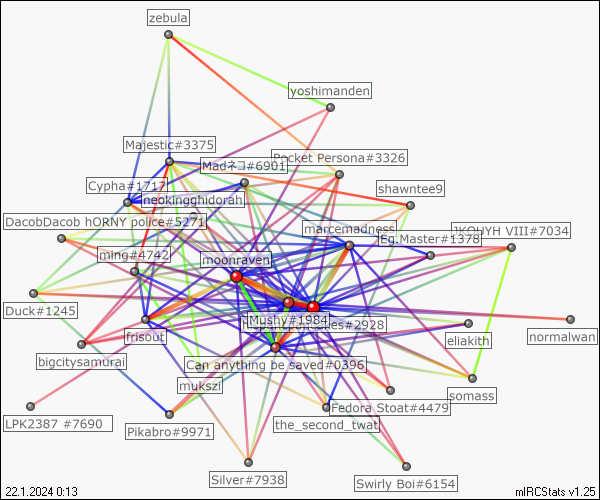 zebula
yoshimanden
Majestic#3375
Madネコ#6901
Pocket Persona#3326
Cypha#1717
shawntee9
neokingghidorah
DacobDacob hORNY police#5271
marcemadness
JKOUYH VIII#7034
Eg.Master#1378
ming#4742
moonraven
Duck#1245
Mushy#1984
#2928
frisout
eliakith
normalwan
bigcitysamurai
Can anything be saved#0396
mukszi
somass
Fedora Stoat#4479
LPK2387 #7690
Pikabro#9971
the_second_twat
Silver#7938
Swirly Boi#6154
22.1.2024 0:13
mIRCStats v1.25